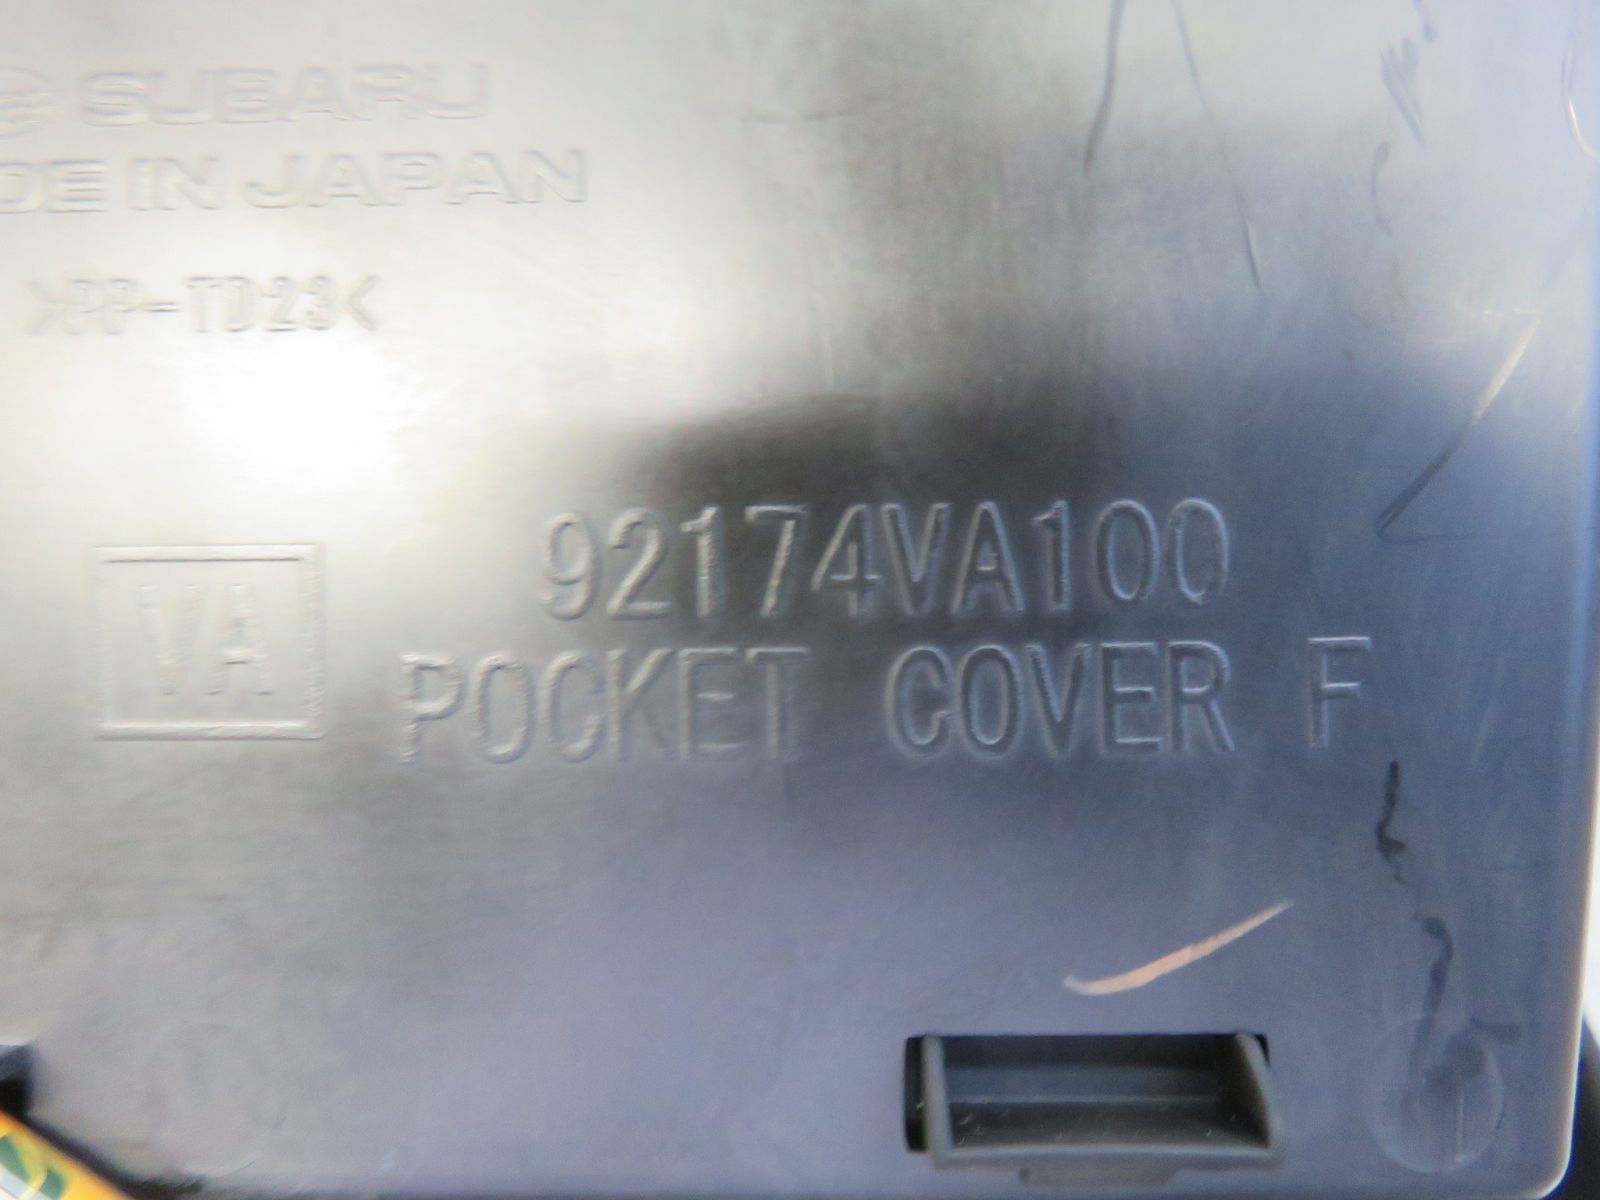 SUBARU
DE IN JAPAN
>PP-TD23<
VA
92174VA100
POCKET COVER F